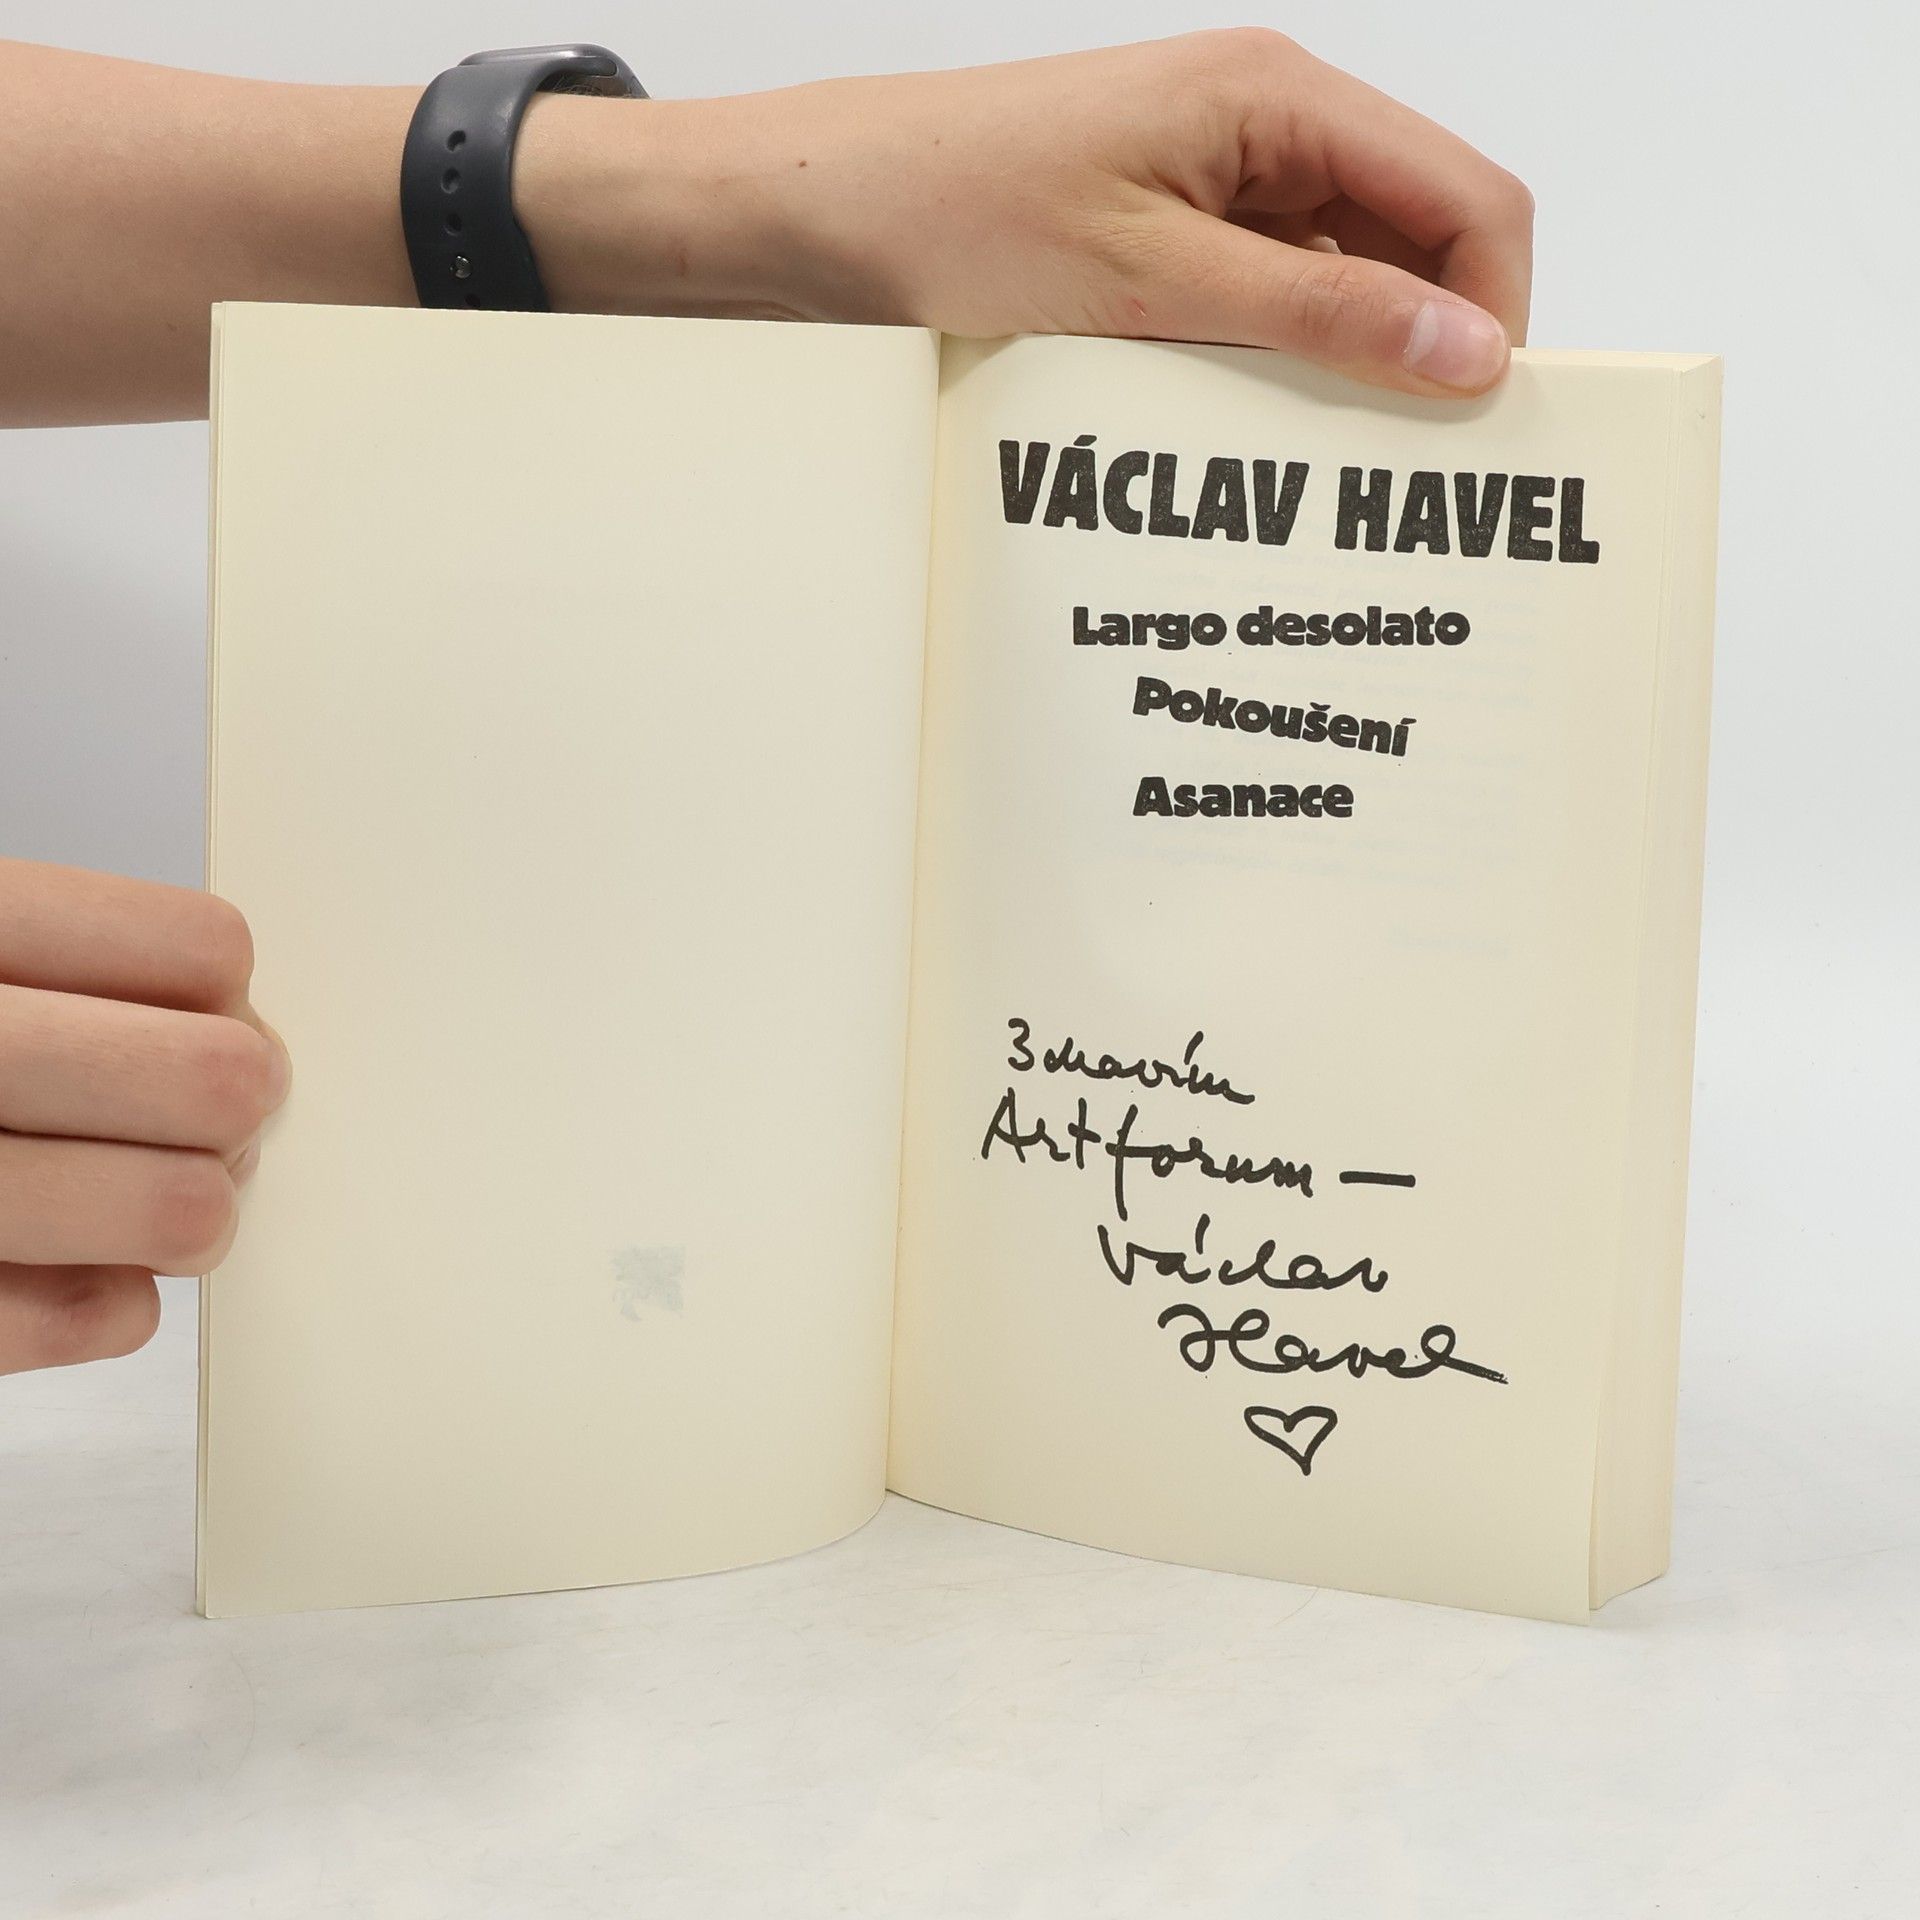 VÁCLAV HAVEL
Largo desolato
Pokoušení
Asanace
Zdravím
Artforum —
Václav
Havel